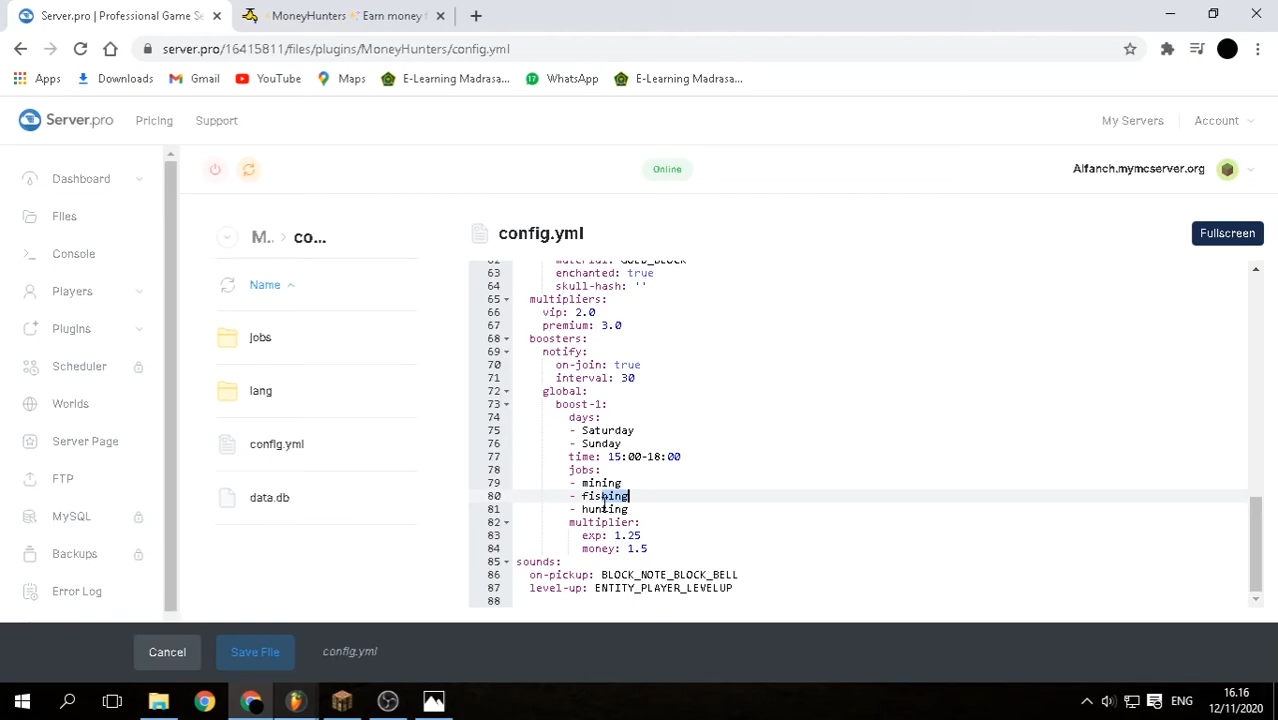 Server.pro | Professional Game Se
MoneyHunters ✨ Earn money f
server.pro/16415811/files/plugins/MoneyHunters/config.yml
Apps Downloads Gmail YouTube Maps E-Learning Madrasa... WhatsApp E-Learning Madrasa...
Server.pro Pricing Support My Servers Account
Online
Alfanch.mymcserver.org
Dashboard
Files
Console
Players
Plugins
Scheduler
Worlds
Server Page
FTP
MySQL
Backups
Error Log
M.. > co...
Name
jobs
lang
config.yml
data.db
config.yml
Fullscreen
62 material: GOLD_BLOCK
63 enchanted: true
64 skull-hash: ''
65 multipliers:
66 vip: 2.0
67 premium: 3.0
68 boosters:
69 notify:
70 on-join: true
71 interval: 30
72 global:
73 boost-1:
74 days:
75 - Saturday
76 - Sunday
77 time: 15:00-18:00
78 jobs:
79 - mining
80 - fishing
81 - hunting
82 multiplier:
83 exp: 1.25
84 money: 1.5
85 sounds:
86 on-pickup: BLOCK_NOTE_BLOCK_BELL
87 level-up: ENTITY_PLAYER_LEVELUP
88
Cancel Save File config.yml
ENG
16.16
12/11/2020